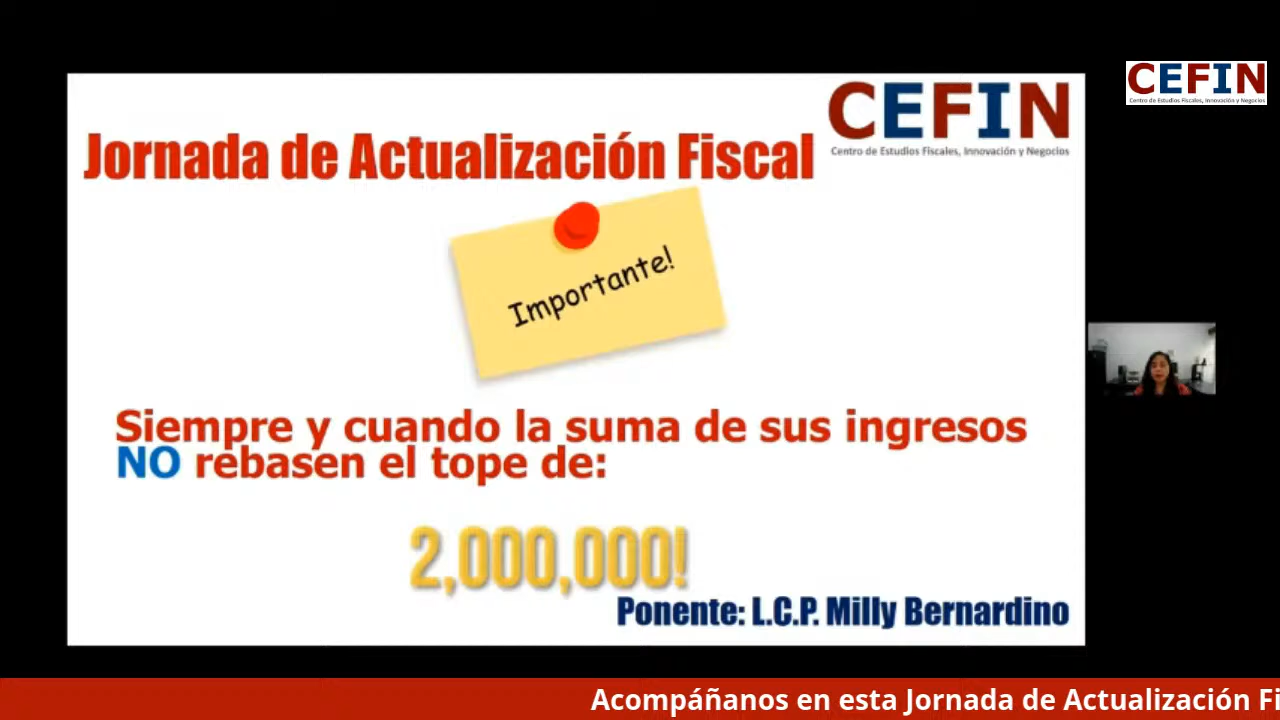 CEFIN
Centro de Estudios Fiscales, Innovación y Negocios
Jornada de Actualización Fiscal
CEFIN
Centro de Estudios Fiscales, Innovación y Negocios
Importante!
Siempre y cuando la suma de sus ingresos
NO rebasen el tope de:
2,000,000!
Ponente: L.C.P. Milly Bernardino
Acompáñanos en esta Jornada de Actualización Fi